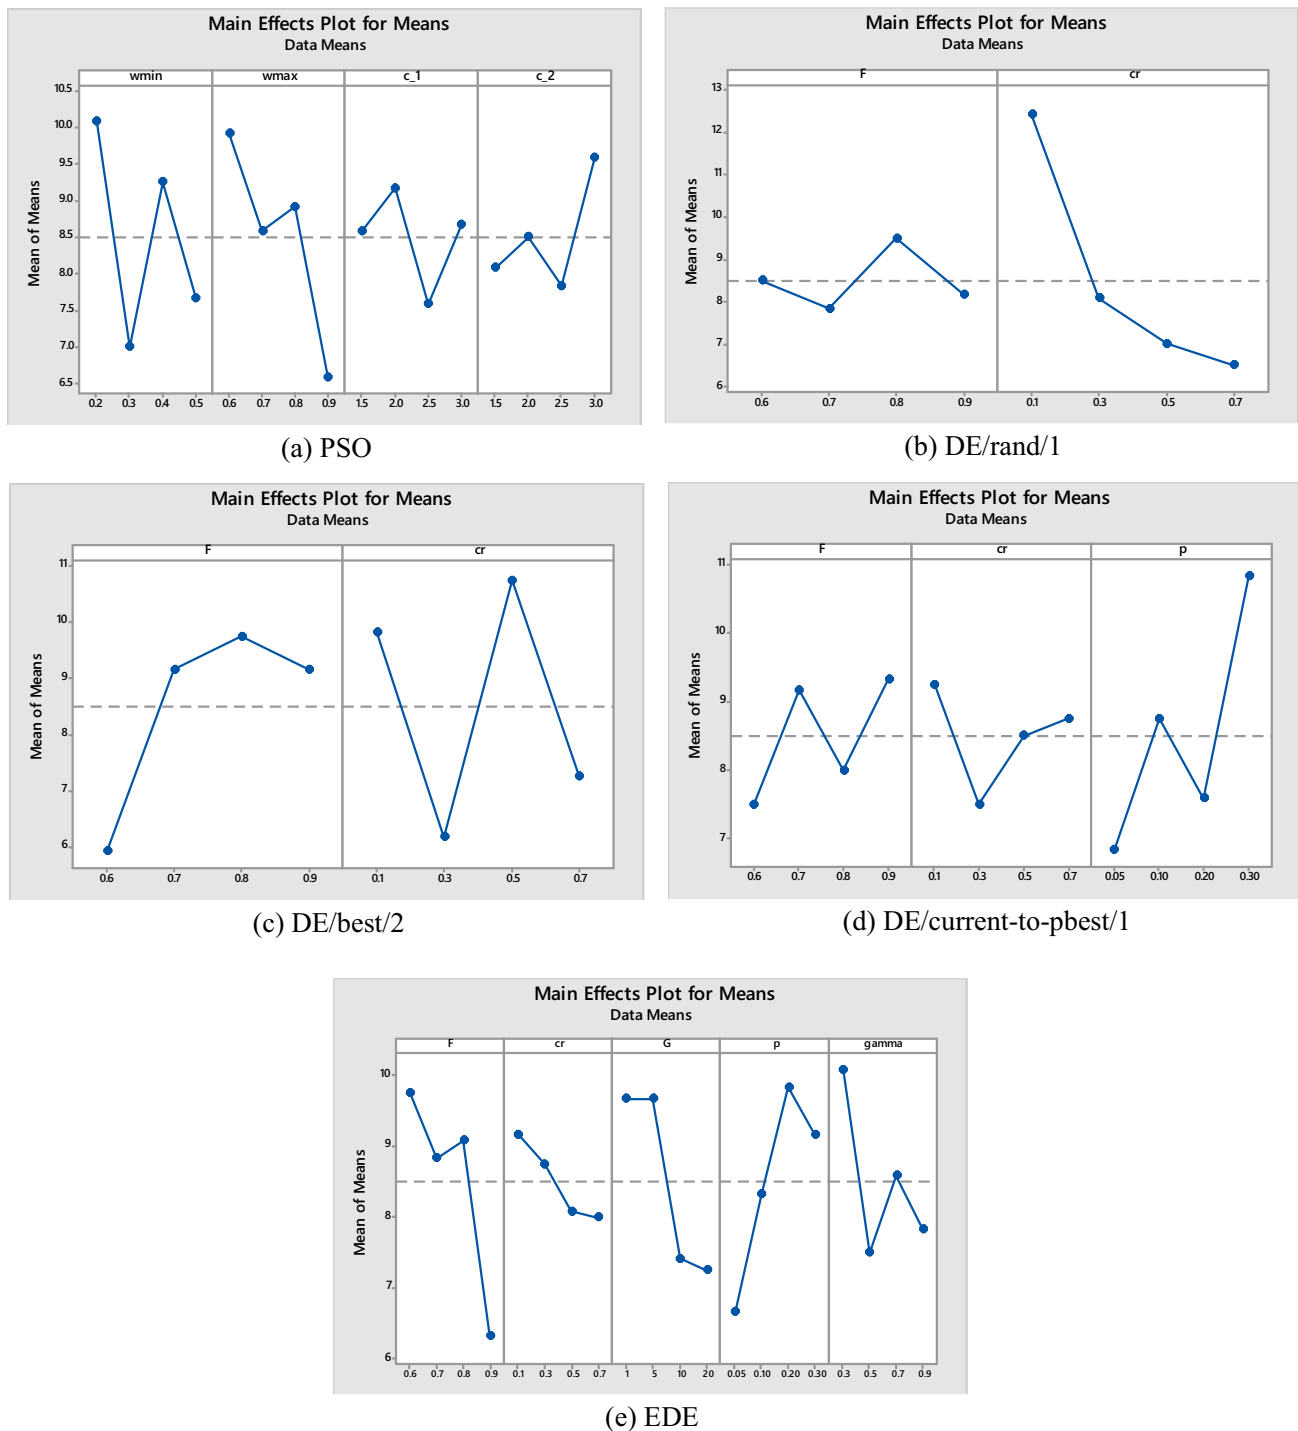 Main Effects Plot for Means
Data Means
wmin wmax c_1 c_2
Mean of Means
10.5
10.0
9.5
9.0
8.5
8.0
7.5
7.0
6.5
0.2 0.3 0.4 0.5 0.6 0.7 0.8 0.9 1.5 2.0 2.5 3.0 1.5 2.0 2.5 3.0
(a) PSO
Main Effects Plot for Means
Data Means
F cr
Mean of Means
13
12
11
10
9
8
7
6
0.6 0.7 0.8 0.9 0.1 0.3 0.5 0.7
(b) DE/rand/1
Main Effects Plot for Means
Data Means
F cr
Mean of Means
11
10
9
8
7
6
0.6 0.7 0.8 0.9 0.1 0.3 0.5 0.7
(c) DE/best/2
Main Effects Plot for Means
Data Means
F cr p
Mean of Means
11
10
9
8
7
0.6 0.7 0.8 0.9 0.1 0.3 0.5 0.7 0.05 0.10 0.20 0.30
(d) DE/current-to-pbest/1
Main Effects Plot for Means
Data Means
F cr G p gamma
Mean of Means
10
9
8
7
6
0.6 0.7 0.8 0.9 0.1 0.3 0.5 0.7 1 5 10 20 0.05 0.10 0.20 0.30 0.3 0.5 0.7 0.9
(e) EDE